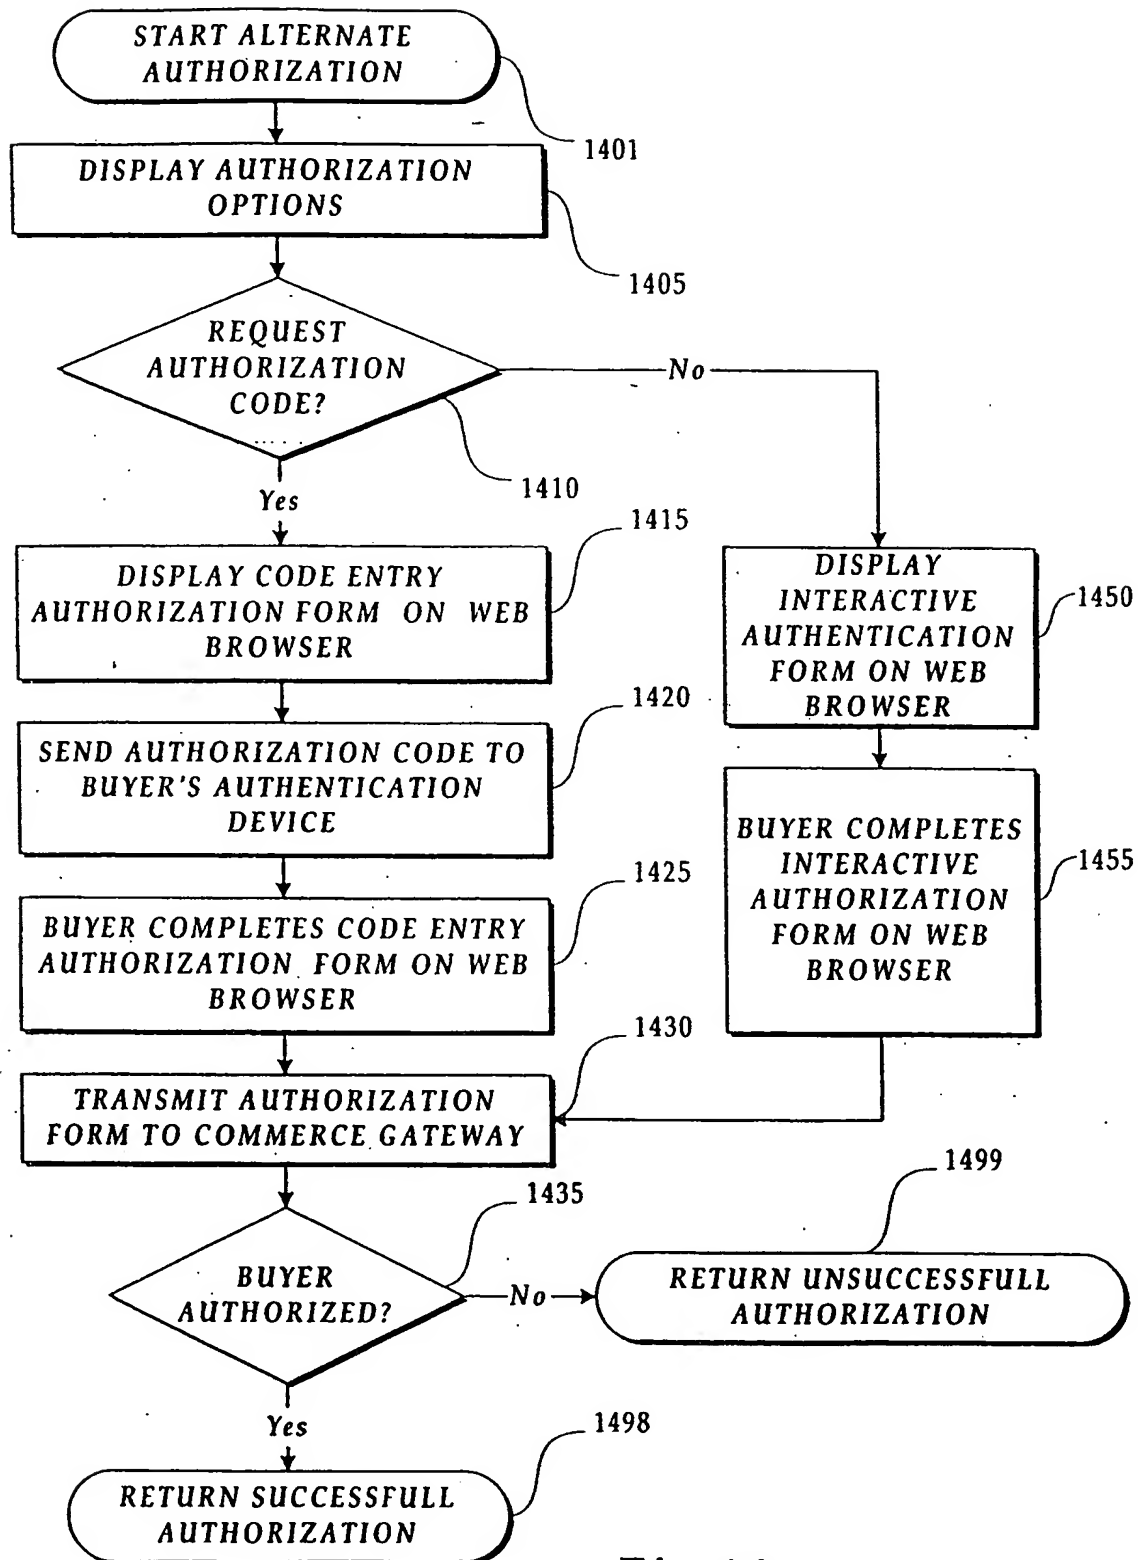 START ALTERNATE
AUTHORIZATION
1401
DISPLAY AUTHORIZATION
OPTIONS
1405
REQUEST
AUTHORIZATION
CODE?
No
1410
Yes
1415
DISPLAY CODE ENTRY
AUTHORIZATION FORM ON WEB
BROWSER
DISPLAY
INTERACTIVE
AUTHENTICATION
FORM ON WEB
BROWSER
1450
1420
SEND AUTHORIZATION CODE TO
BUYER'S AUTHENTICATION
DEVICE
BUYER COMPLETES
INTERACTIVE
AUTHORIZATION
FORM ON WEB
BROWSER
1455
1425
BUYER COMPLETES CODE ENTRY
AUTHORIZATION FORM ON WEB
BROWSER
1430
TRANSMIT AUTHORIZATION
FORM TO COMMERCE GATEWAY
1435
BUYER
AUTHORIZED?
No
1499
RETURN UNSUCCESSFULL
AUTHORIZATION
Yes
1498
RETURN SUCCESSFULL
AUTHORIZATION